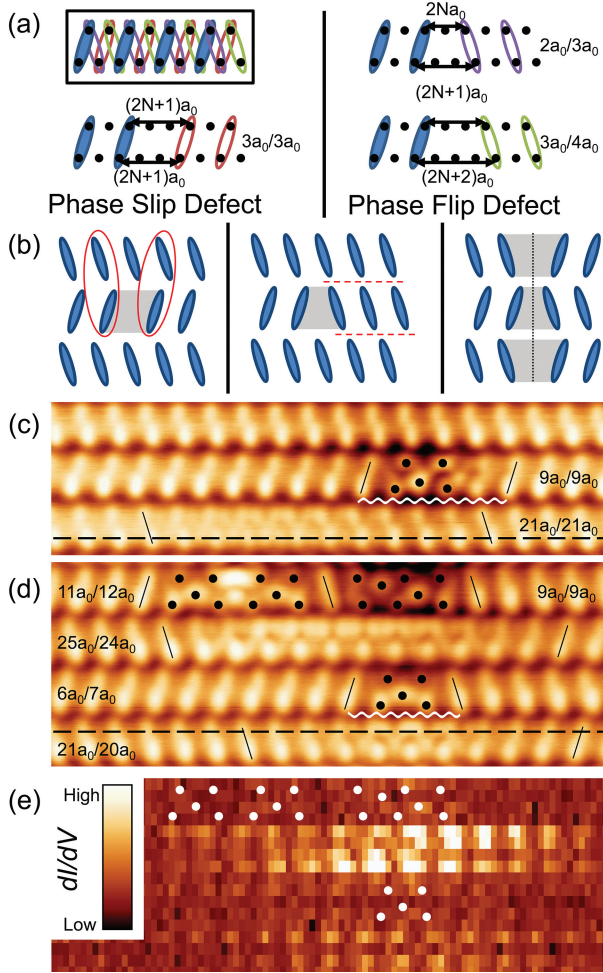 (a)
2Na₀
2a₀/3a₀
(2N+1)a₀
(2N+1)a₀
3a₀/3a₀
(2N+1)a₀
3a₀/4a₀
(2N+2)a₀
Phase Slip Defect
Phase Flip Defect
(b)
(c)
9a₀/9a₀
21a₀/21a₀
(d)
11a₀/12a₀
9a₀/9a₀
25a₀/24a₀
6a₀/7a₀
21a₀/20a₀
(e)
High
dI/dV
Low